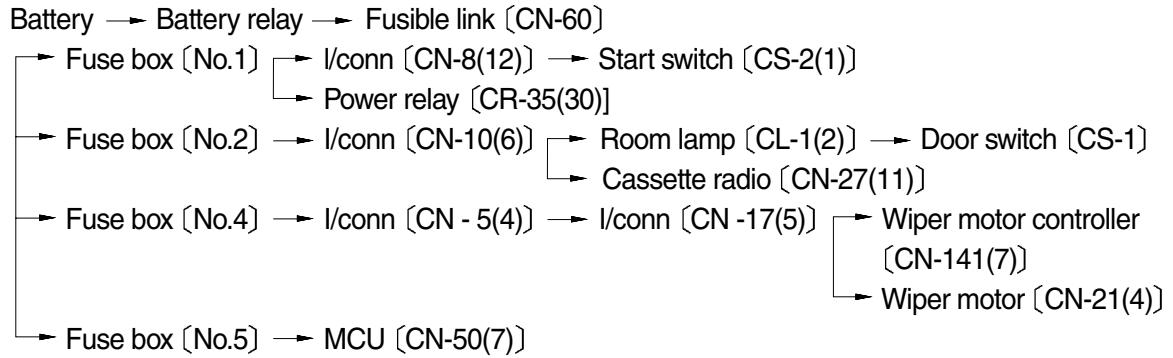 Battery → Battery relay → Fusible link〔CN-60〕
Fuse box〔No.1〕 I/conn〔CN-8(12)〕 → Start switch〔CS-2(1)〕
Power relay〔CR-35(30)]
Fuse box〔No.2〕 → I/conn〔CN-10(6)〕 Room lamp〔CL-1(2)〕 → Door switch〔CS-1〕
Cassette radio〔CN-27(11)〕
Fuse box〔No.4〕 → I/conn〔CN - 5(4)〕 → I/conn〔CN -17(5)〕 Wiper motor controller
〔CN-141(7)〕
Wiper motor〔CN-21(4)〕
Fuse box〔No.5〕 → MCU〔CN-50(7)〕